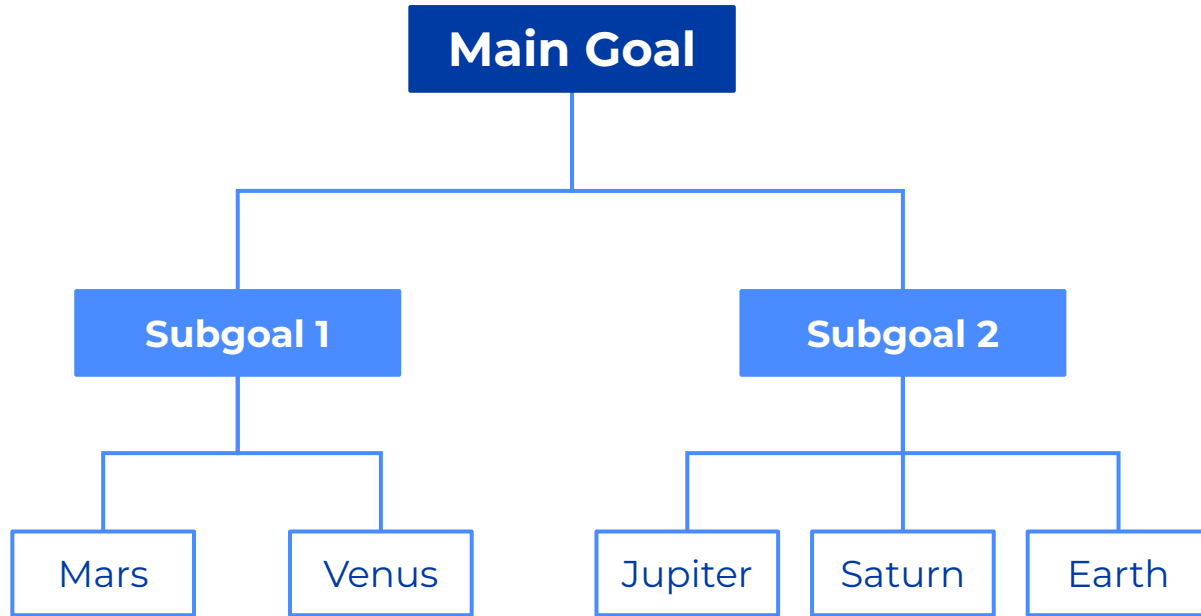 Main Goal
Subgoal 1
Subgoal 2
Mars
Venus
Jupiter
Saturn
Earth